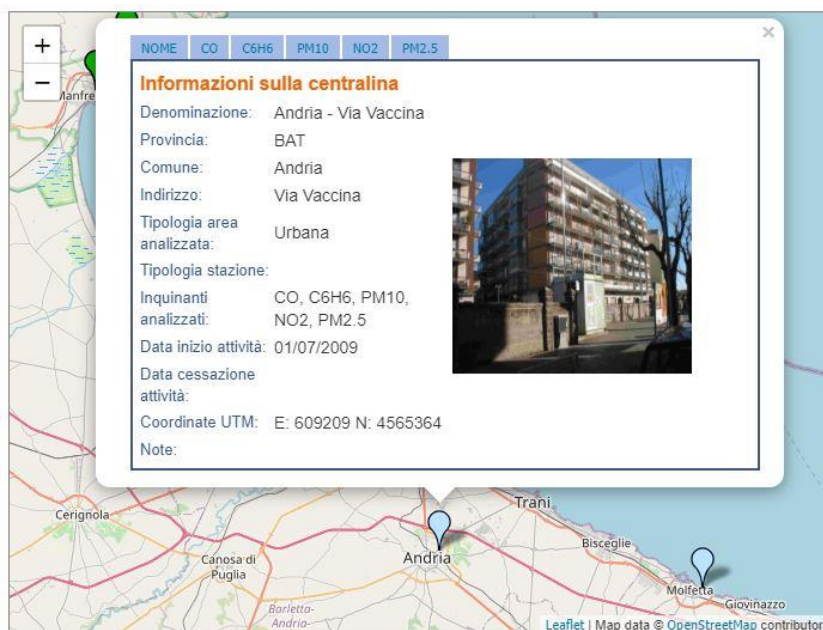 +
−
×
NOME CO C6H6 PM10 NO2 PM2.5
Informazioni sulla centralina
Denominazione: Andria - Via Vaccina
Provincia: BAT
Comune: Andria
Indirizzo: Via Vaccina
Tipologia area
analizzata: Urbana
Tipologia stazione:
Inquinanti
analizzati: CO, C6H6, PM10,
NO2, PM2.5
Data inizio attività: 01/07/2009
Data cessazione
attività:
Coordinate UTM: E: 609209 N: 4565364
Note:
Manfre
Cerignola
Trani
Andria
Bisceglie
Canosa di
Puglia
Molfetta
Giovinazzo
Barletta-
Andria-
Leaflet | Map data © OpenStreetMap contributor